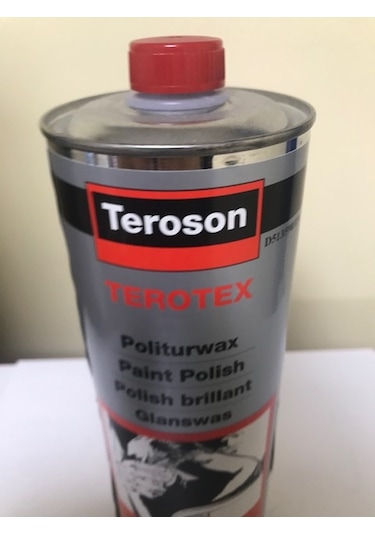 Teroson
TEROTEX
Politurwax
Paint Polish
Polish brillant
Glanswas